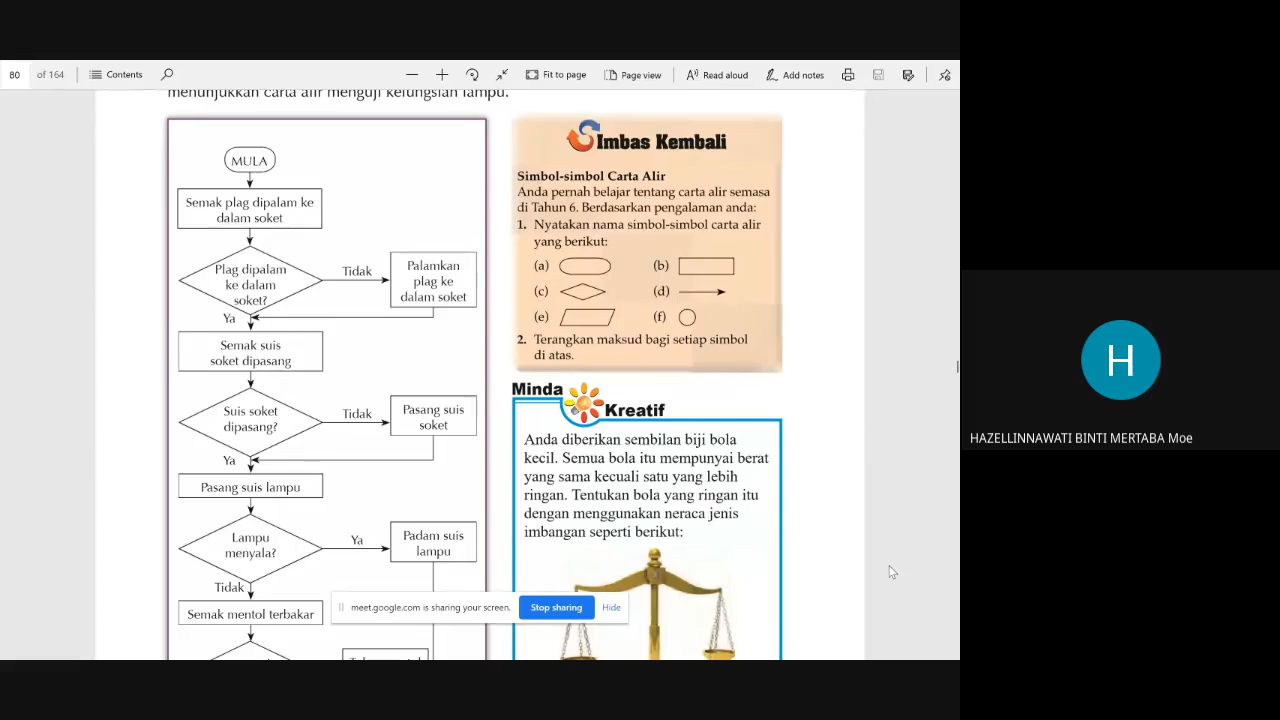 80 of 164 Contents Fit to page Page view Read aloud Add notes
menunjukkan carta alir menguji kefungsian lampu.
MULA
Semak plag dipalam ke
dalam soket
Plag dipalam
ke dalam
soket?
Tidak
Palamkan
plag ke
dalam soket
Ya
Semak suis
soket dipasang
Suis soket
dipasang?
Tidak
Pasang suis
soket
Ya
Pasang suis lampu
Lampu
menyala?
Ya
Padam suis
lampu
Tidak
Semak mentol terbakar
Imbas Kembali
Simbol-simbol Carta Alir
Anda pernah belajar tentang carta alir semasa
di Tahun 6. Berdasarkan pengalaman anda:
1. Nyatakan nama simbol-simbol carta alir
yang berikut:
(a) (b)
(c) (d)
(e) (f)
2. Terangkan maksud bagi setiap simbol
di atas.
Minda
Kreatif
Anda diberikan sembilan biji bola
kecil. Semua bola itu mempunyai berat
yang sama kecuali satu yang lebih
ringan. Tentukan bola yang ringan itu
dengan menggunakan neraca jenis
imbangan seperti berikut:
meet.google.com is sharing your screen. Stop sharing Hide
H
HAZELLINNAWATI BINTI MERTABA Moe